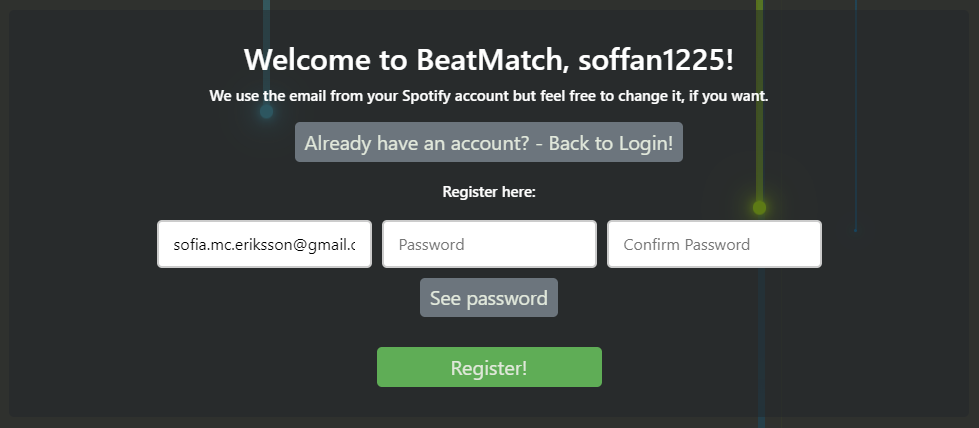 Welcome to BeatMatch, soffan1225!
We use the email from your Spotify account but feel free to change it, if you want.
Already have an account? - Back to Login!
Register here:
sofia.mc.eriksson@gmail.c Password Confirm Password
See password
Register!